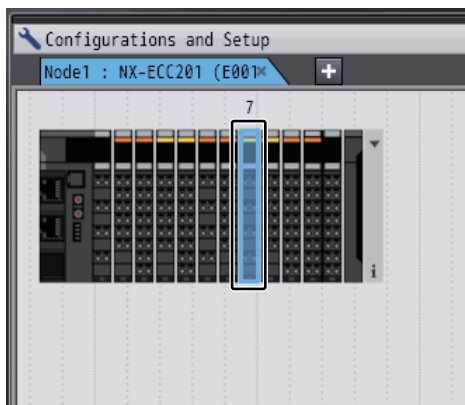 Configurations and Setup
Node1 : NX-ECC201 (E001
+
7
i